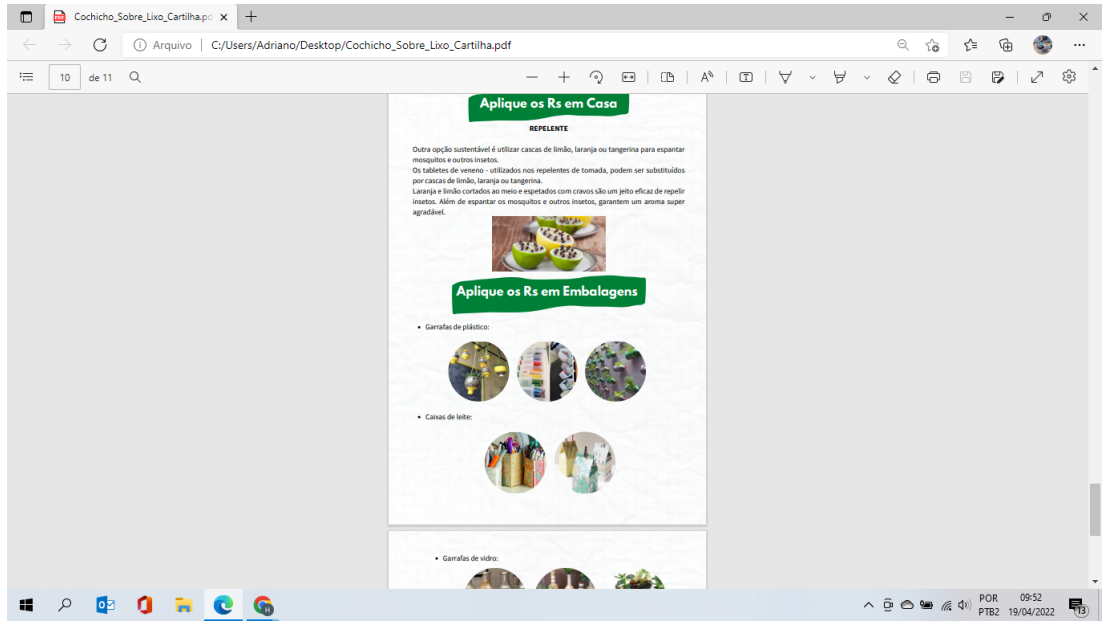 Cochicho_Sobre_Lixo_Cartilha.pd
Arquivo
C:/Users/Adriano/Desktop/Cochicho_Sobre_Lixo_Cartilha.pdf
10 de 11
Aplique os Rs em Casa
REPELENTE
Outra opção sustentável é utilizar cascas de limão, laranja ou tangerina para espantar
mosquitos e outros insetos.
Os tabletes de veneno - utilizados nos repelentes de tomada, podem ser substituídos
por cascas de limão, laranja ou tangerina.
Laranja e limão cortados ao meio e espetados com cravos são um jeito eficaz de repelir
insetos. Além de espantar os mosquitos e outros insetos, garantem um aroma super
agradável.
Aplique os Rs em Embalagens
• Garrafas de plástico:
• Caixas de leite:
• Garrafas de vidro:
POR 09:52
PTB2 19/04/2022
13